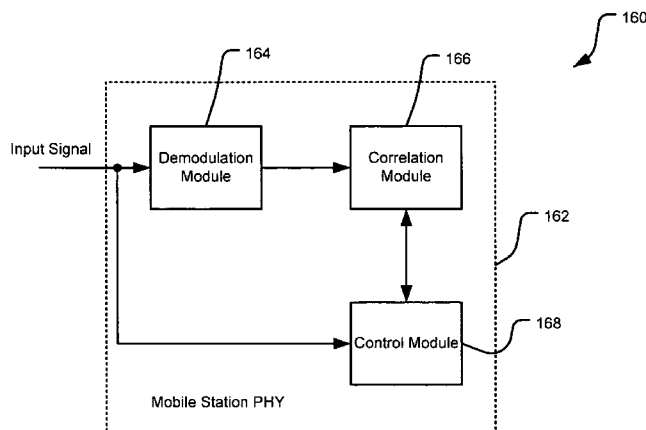 160
164
166
Input Signal
Demodulation
Module
Correlation
Module
162
Control Module
168
Mobile Station PHY